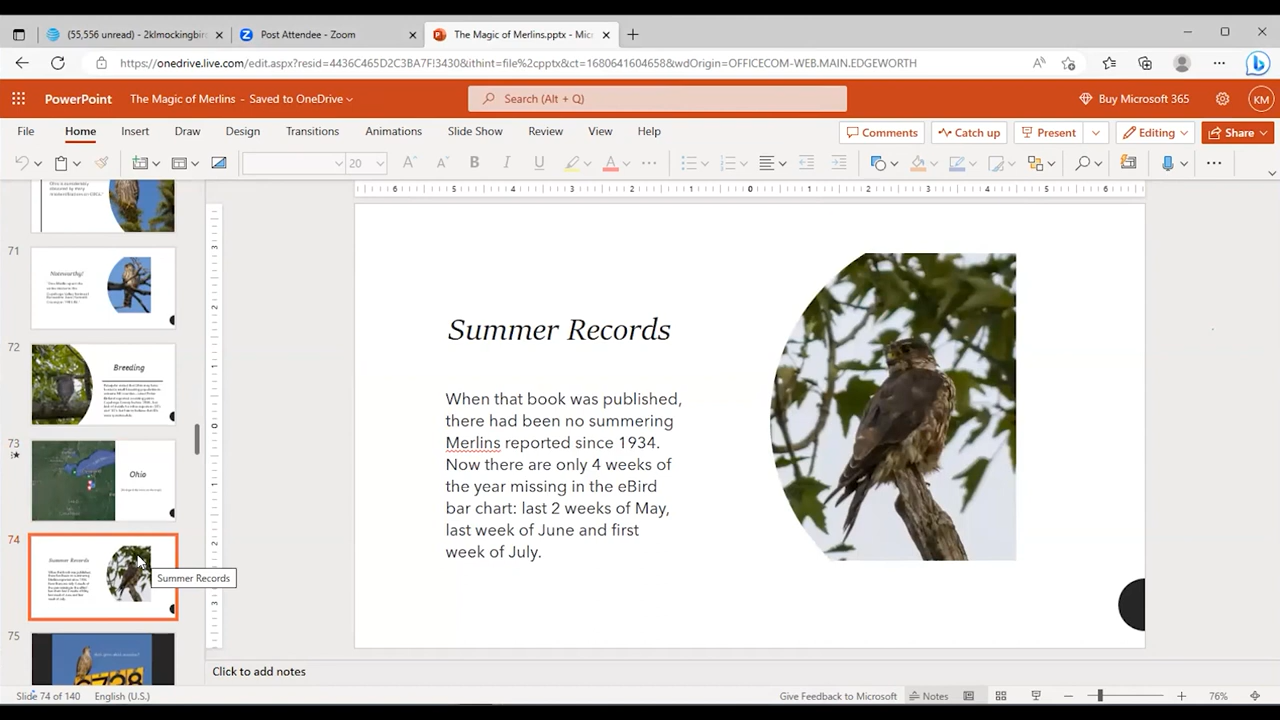 (55,556 unread) - 2klmockingbir
Post Attendee - Zoom
The Magic of Merlins.pptx - Micr
https://onedrive.live.com/edit.aspx?resid=4436C465D2C3BA7F!3430&ithint=file%2cpptx&ct=1680641604658&wdOrigin=OFFICECOM-WEB.MAIN.EDGEWORTH
PowerPoint
The Magic of Merlins - Saved to OneDrive
Search (Alt + Q)
Buy Microsoft 365
KM
File
Home
Insert
Draw
Design
Transitions
Animations
Slide Show
Review
View
Help
Comments
Catch up
Present
Editing
Share
20
71
Noteworthy!
72
Breeding
73
Ohio
74
Summer Records
Summer Records
75
Summer Records
When that book was published,
there had been no summering
Merlins reported since 1934.
Now there are only 4 weeks of
the year missing in the eBird
bar chart: last 2 weeks of May,
last week of June and first
week of July.
Click to add notes
Slide 74 of 140
English (U.S.)
Give Feedback to Microsoft
Notes
76%